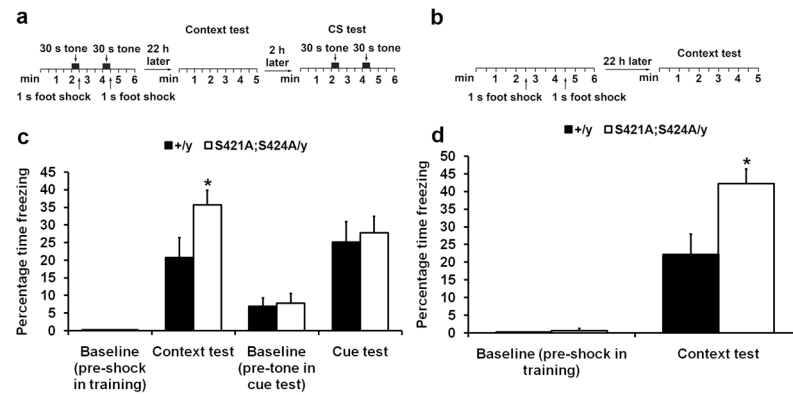 a
Context test
CS test
30 s tone 30 s tone 22 h later 2 h later 30 s tone 30 s tone
min 1 2 3 4 5 6 1 2 3 4 5 min 1 2 3 4 5 6
1 s foot shock 1 s foot shock
b
Context test
22 h later
min 1 2 3 4 5 6 min 1 2 3 4 5
1 s foot shock 1 s foot shock
c
+/y S421A;S424A/y
Percentage time freezing
45
40
35
30
25
20
15
10
5
0
*
Baseline (pre-shock in training)
Context test
Baseline (pre-tone in cue test)
Cue test
d
+/y S421A;S424A/y
Percentage time freezing
50
45
40
35
30
25
20
15
10
5
0
*
Baseline (pre-shock in training)
Context test